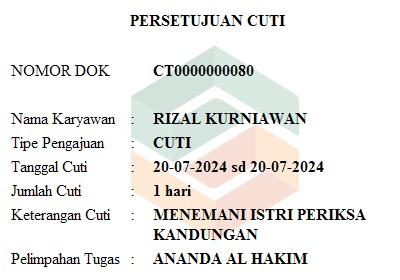 PERSETUJUAN CUTI
NOMOR DOK CT0000000080
Nama Karyawan : RIZAL KURNIAWAN
Tipe Pengajuan : CUTI
Tanggal Cuti : 20-07-2024 sd 20-07-2024
Jumlah Cuti : 1 hari
Keterangan Cuti : MENEMANI ISTRI PERIKSA
KANDUNGAN
Pelimpahan Tugas : ANANDA AL HAKIM